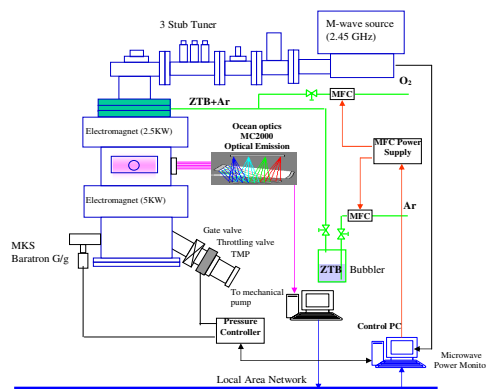 3 Stub Tuner
M-wave source
(2.45 GHz)
O2
ZTB+Ar
MFC
Electromagnet (2.5KW)
Ocean optics
MC2000
Optical Emission
MFC Power
Supply
Electromagnet (5KW)
Ar
MFC
MKS
Baratron G/g
Gate valve
Throttling valve
TMP
ZTB
Bubbler
To mechanical
pump
Pressure
Controller
Control PC
Microwave
Power Monito
Local Area Network